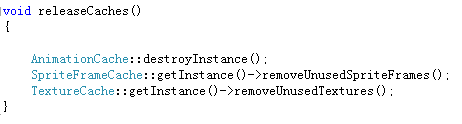 void releaseCaches()
{
AnimationCache::destroyInstance();
SpriteFrameCache::getInstance()->removeUnusedSpriteFrames();
TextureCache::getInstance()->removeUnusedTextures();
}